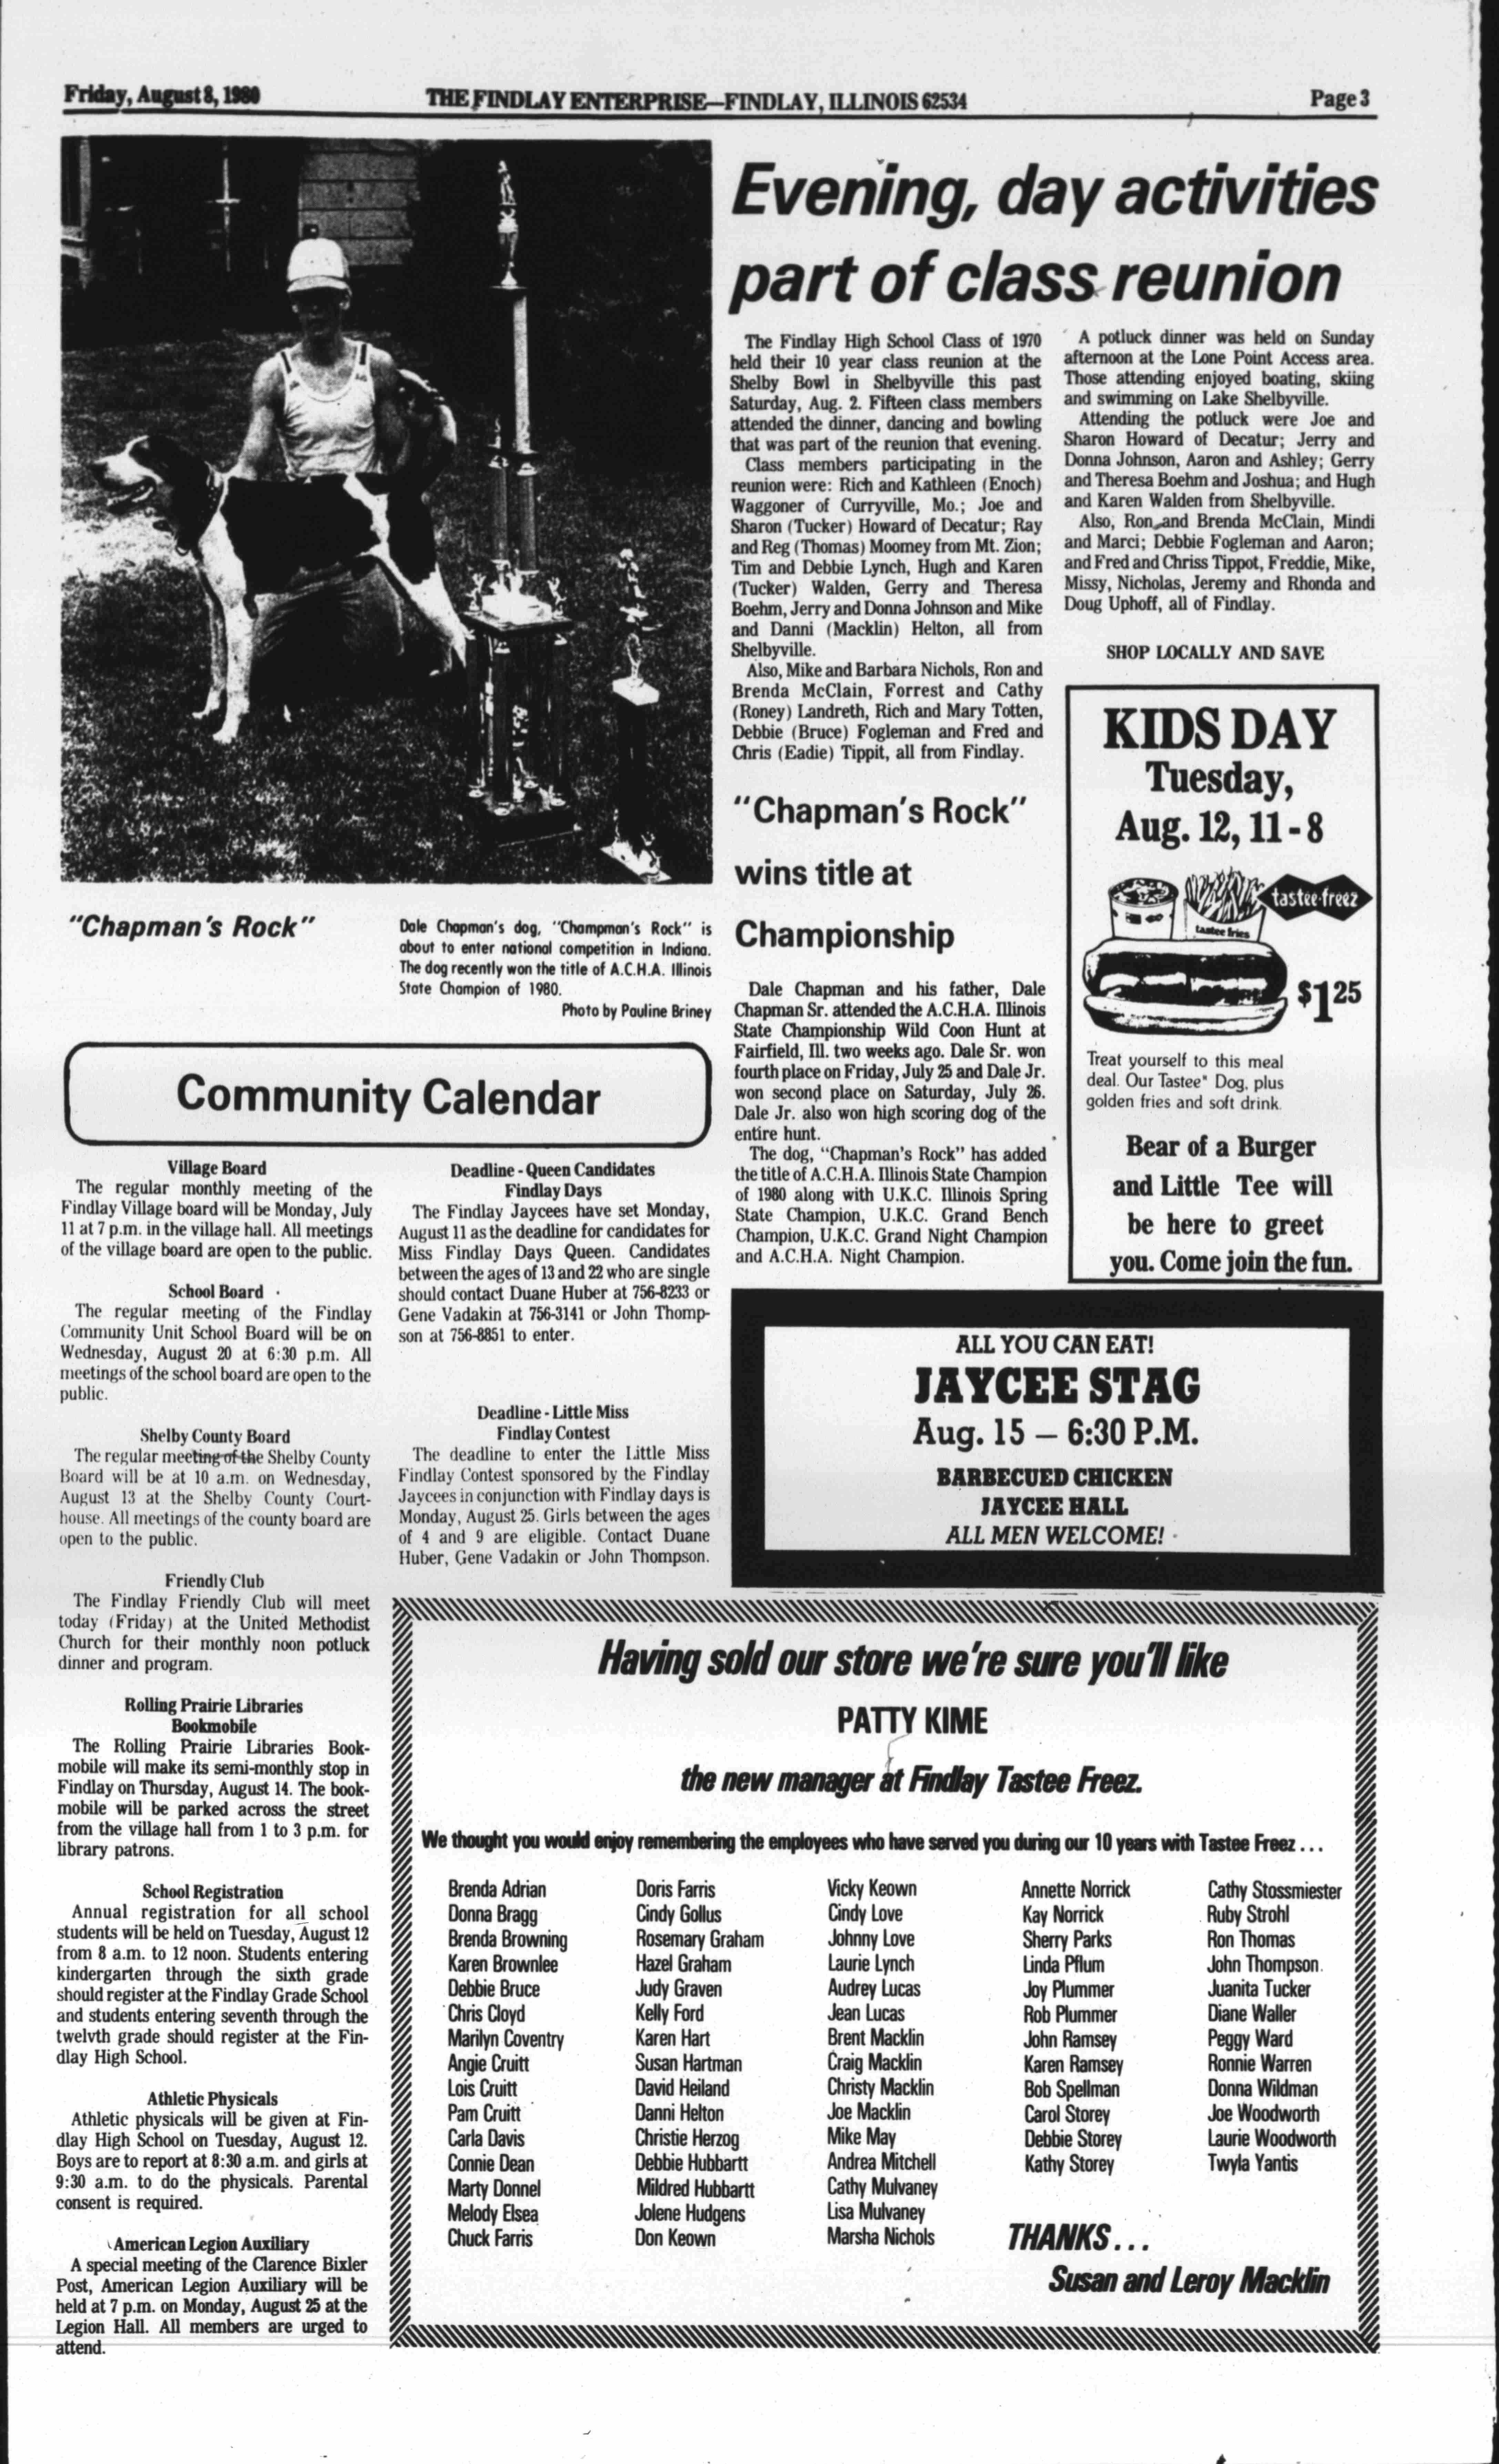 Friday, August 8, 1980
THE FINDLAY ENTERPRISE—FINDLAY, ILLINOIS 62534
Page 3
"Chapman's Rock"
Dale Chapman's dog, "Champman's Rock" is
about to enter national competition in Indiana.
The dog recently won the title of A.C.H.A. Illinois
State Champion of 1980.
Photo by Pauline Briney
Evening, day activities
part of class reunion
The Findlay High School Class of 1970
held their 10 year class reunion at the
Shelby Bowl in Shelbyville this past
Saturday, Aug. 2. Fifteen class members
attended the dinner, dancing and bowling
that was part of the reunion that evening.
Class members participating in the
reunion were: Rich and Kathleen (Enoch)
Waggoner of Curryville, Mo.; Joe and
Sharon (Tucker) Howard of Decatur; Ray
and Reg (Thomas) Moomey from Mt. Zion;
Tim and Debbie Lynch, Hugh and Karen
(Tucker) Walden, Gerry and Theresa
Boehm, Jerry and Donna Johnson and Mike
and Danni (Macklin) Helton, all from
Shelbyville.
Also, Mike and Barbara Nichols, Ron and
Brenda McClain, Forrest and Cathy
(Roney) Landreth, Rich and Mary Totten,
Debbie (Bruce) Fogleman and Fred and
Chris (Eadie) Tippit, all from Findlay.
A potluck dinner was held on Sunday
afternoon at the Lone Point Access area.
Those attending enjoyed boating, skiing
and swimming on Lake Shelbyville.
Attending the potluck were Joe and
Sharon Howard of Decatur; Jerry and
Donna Johnson, Aaron and Ashley; Gerry
and Theresa Boehm and Joshua; and Hugh
and Karen Walden from Shelbyville.
Also, Ron and Brenda McClain, Mindi
and Marci; Debbie Fogleman and Aaron;
and Fred and Chriss Tippot, Freddie, Mike,
Missy, Nicholas, Jeremy and Rhonda and
Doug Uphoff, all of Findlay.
SHOP LOCALLY AND SAVE
"Chapman's Rock"
wins title at
Championship
Dale Chapman and his father, Dale
Chapman Sr. attended the A.C.H.A. Illinois
State Championship Wild Coon Hunt at
Fairfield, Ill. two weeks ago. Dale Sr. won
fourth place on Friday, July 25 and Dale Jr.
won second place on Saturday, July 26.
Dale Jr. also won high scoring dog of the
entire hunt.
The dog, "Chapman's Rock" has added
the title of A.C.H.A. Illinois State Champion
of 1980 along with U.K.C. Illinois Spring
State Champion, U.K.C. Grand Bench
Champion, U.K.C. Grand Night Champion
and A.C.H.A. Night Champion.
KIDS DAY
Tuesday,
Aug. 12, 11 - 8
tastee-freez
tastee fries
$1 25
Treat yourself to this meal
deal. Our Tastee* Dog, plus
golden fries and soft drink.
Bear of a Burger
and Little Tee will
be here to greet
you. Come join the fun.
Community Calendar
Village Board
The regular monthly meeting of the
Findlay Village board will be Monday, July
11 at 7 p.m. in the village hall. All meetings
of the village board are open to the public.
School Board
The regular meeting of the Findlay
Community Unit School Board will be on
Wednesday, August 20 at 6:30 p.m. All
meetings of the school board are open to the
public.
Shelby County Board
The regular meeting of the Shelby County
Board will be at 10 a.m. on Wednesday,
August 13 at the Shelby County Court-
house. All meetings of the county board are
open to the public.
Friendly Club
The Findlay Friendly Club will meet
today (Friday) at the United Methodist
Church for their monthly noon potluck
dinner and program.
Rolling Prairie Libraries
Bookmobile
The Rolling Prairie Libraries Book-
mobile will make its semi-monthly stop in
Findlay on Thursday, August 14. The book-
mobile will be parked across the street
from the village hall from 1 to 3 p.m. for
library patrons.
School Registration
Annual registration for all school
students will be held on Tuesday, August 12
from 8 a.m. to 12 noon. Students entering
kindergarten through the sixth grade
should register at the Findlay Grade School
and students entering seventh through the
twelvth grade should register at the Fin-
dlay High School.
Athletic Physicals
Athletic physicals will be given at Fin-
dlay High School on Tuesday, August 12.
Boys are to report at 8:30 a.m. and girls at
9:30 a.m. to do the physicals. Parental
consent is required.
American Legion Auxiliary
A special meeting of the Clarence Bixler
Post, American Legion Auxiliary will be
held at 7 p.m. on Monday, August 25 at the
Legion Hall. All members are urged to
attend.
Deadline - Queen Candidates
Findlay Days
The Findlay Jaycees have set Monday,
August 11 as the deadline for candidates for
Miss Findlay Days Queen. Candidates
between the ages of 13 and 22 who are single
should contact Duane Huber at 756-8233 or
Gene Vadakin at 756-3141 or John Thomp-
son at 756-8851 to enter.
Deadline - Little Miss
Findlay Contest
The deadline to enter the Little Miss
Findlay Contest sponsored by the Findlay
Jaycees in conjunction with Findlay days is
Monday, August 25. Girls between the ages
of 4 and 9 are eligible. Contact Duane
Huber, Gene Vadakin or John Thompson.
ALL YOU CAN EAT!
JAYCEE STAG
Aug. 15 — 6:30 P.M.
BARBECUED CHICKEN
JAYCEE HALL
ALL MEN WELCOME!
Having sold our store we're sure you'll like
PATTY KIME
the new manager at Findlay Tastee Freez.
We thought you would enjoy remembering the employees who have served you during our 10 years with Tastee Freez . . .
Brenda Adrian
Donna Bragg
Brenda Browning
Karen Brownlee
Debbie Bruce
Chris Cloyd
Marilyn Coventry
Angie Cruitt
Lois Cruitt
Pam Cruitt
Carla Davis
Connie Dean
Marty Donnel
Melody Elsea
Chuck Farris
Doris Farris
Cindy Gollus
Rosemary Graham
Hazel Graham
Judy Graven
Kelly Ford
Karen Hart
Susan Hartman
David Heiland
Danni Helton
Christie Herzog
Debbie Hubbartt
Mildred Hubbartt
Jolene Hudgens
Don Keown
Vicky Keown
Cindy Love
Johnny Love
Laurie Lynch
Audrey Lucas
Jean Lucas
Brent Macklin
Craig Macklin
Christy Macklin
Joe Macklin
Mike May
Andrea Mitchell
Cathy Mulvaney
Lisa Mulvaney
Marsha Nichols
Annette Norrick
Kay Norrick
Sherry Parks
Linda Pflum
Joy Plummer
Rob Plummer
John Ramsey
Karen Ramsey
Bob Spellman
Carol Storey
Debbie Storey
Kathy Storey
Cathy Stossmiester
Ruby Strohl
Ron Thomas
John Thompson
Juanita Tucker
Diane Waller
Peggy Ward
Ronnie Warren
Donna Wildman
Joe Woodworth
Laurie Woodworth
Twyla Yantis
THANKS . . .
Susan and Leroy Macklin